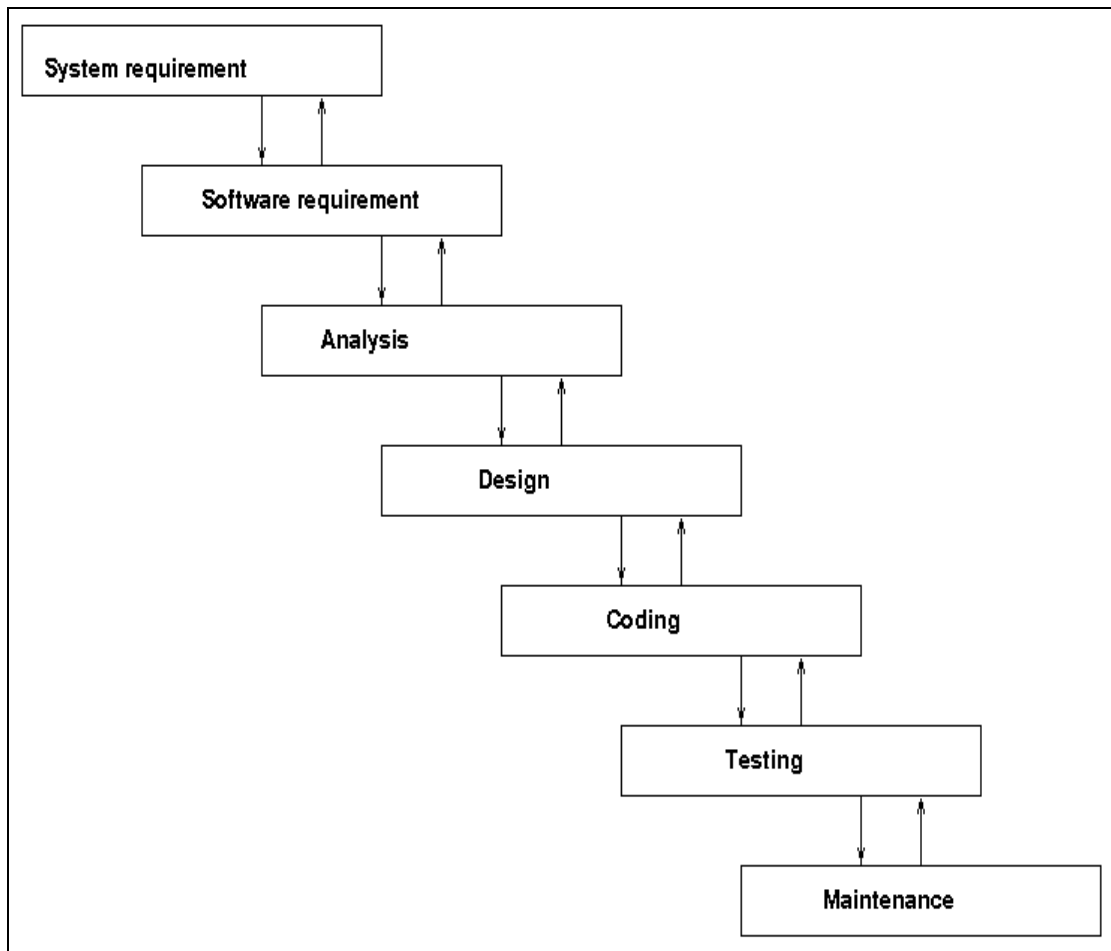 System requirement
Software requirement
Analysis
Design
Coding
Testing
Maintenance